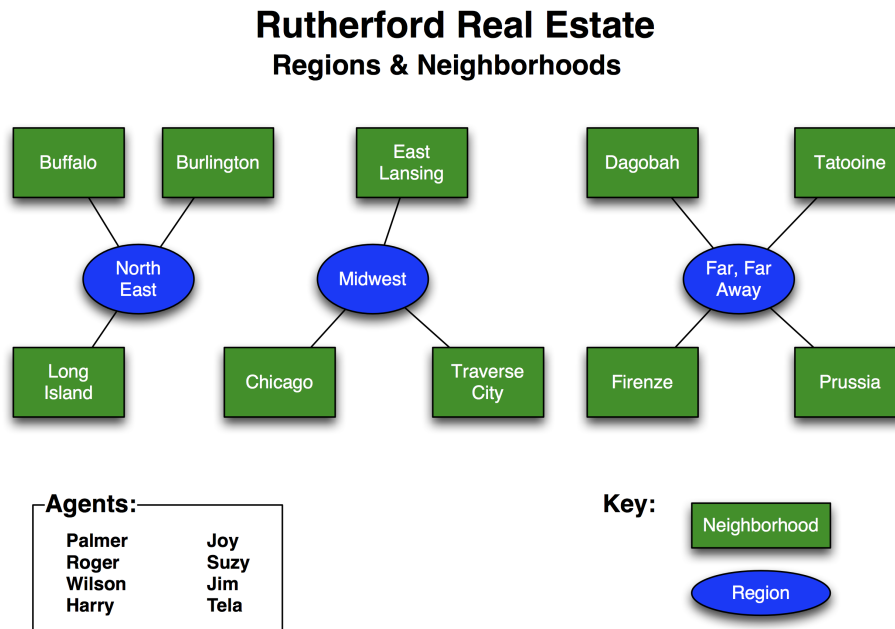 Rutherford Real Estate
Regions & Neighborhoods
Buffalo
Burlington
East
Lansing
Dagobah
Tatooine
North
East
Midwest
Far, Far
Away
Long
Island
Chicago
Traverse
City
Firenze
Prussia
Agents:
Palmer Joy
Roger Suzy
Wilson Jim
Harry Tela
Key:
Neighborhood
Region